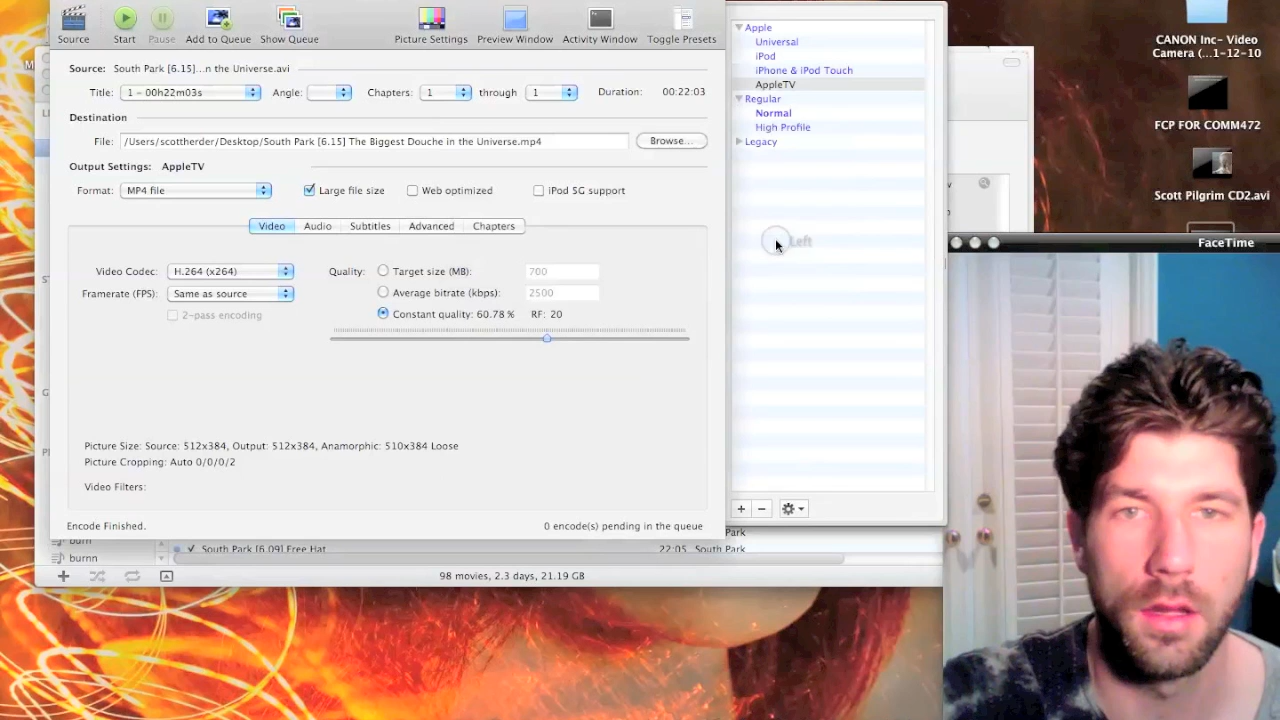 Source Start Pause Add to Queue Show Queue Picture Settings Preview Window Activity Window Toggle Presets
Source: South Park [6.15]...n the Universe.avi
Title: 1 - 00h22m03s Angle: Chapters: 1 through 1 Duration: 00:22:03
Destination
File: /Users/scottherder/Desktop/South Park [6.15] The Biggest Douche in the Universe.mp4 Browse...
Output Settings: AppleTV
Format: MP4 file Large file size Web optimized iPod 5G support
Video Audio Subtitles Advanced Chapters
Video Codec: H.264 (x264) Quality: Target size (MB): 700
Framerate (FPS): Same as source Average bitrate (kbps): 2500
2-pass encoding Constant quality: 60.78 % RF: 20
Picture Size: Source: 512x384, Output: 512x384, Anamorphic: 510x384 Loose
Picture Cropping: Auto 0/0/0/2
Video Filters:
Encode Finished. 0 encode(s) pending in the queue
Apple
Universal
iPod
iPhone & iPod Touch
AppleTV
Regular
Normal
High Profile
Legacy
Left
Park
burn
South Park [6.09] Free Hat 22:05 South Park
burnn
98 movies, 2.3 days, 21.19 GB
CANON Inc- Video
Camera (...1-12-10
FCP FOR COMM472
Scott Pilgrim CD2.avi
FaceTime